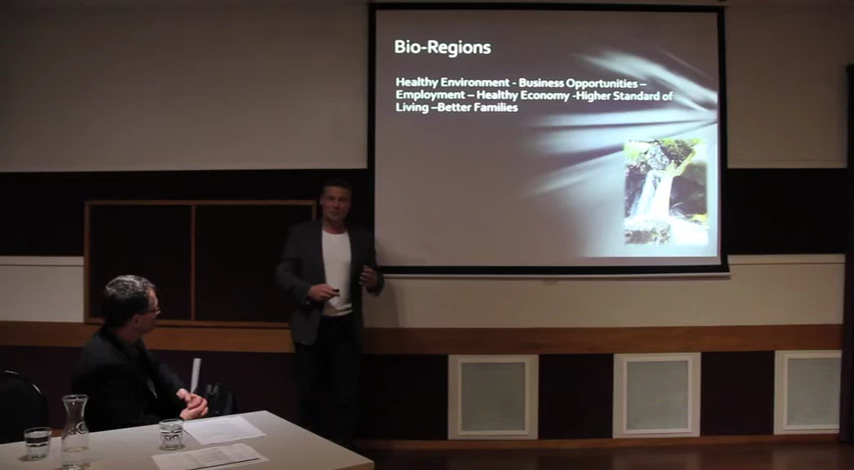 Bio-Regions
Healthy Environment - Business Opportunities –
Employment – Healthy Economy -Higher Standard of
Living –Better Families